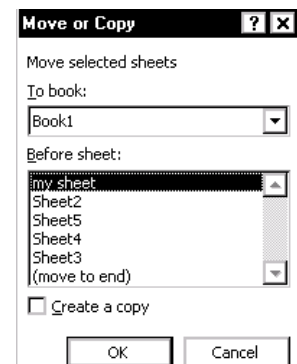 Move or Copy ? X
Move selected sheets
To book:
Book1
Before sheet:
my sheet
Sheet2
Sheet5
Sheet4
Sheet3
(move to end)
Create a copy
OK Cancel